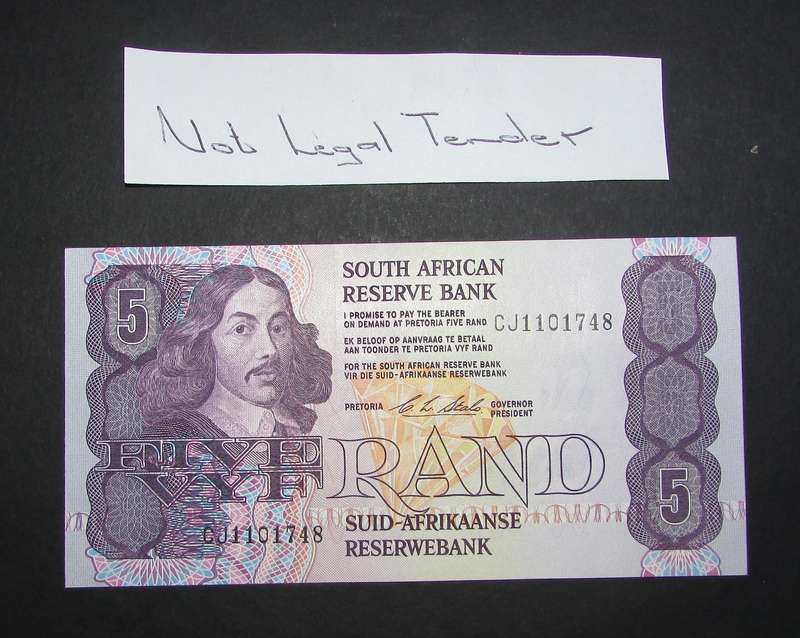 Not Legal Tender
5
SOUTH AFRICAN
RESERVE BANK
I PROMISE TO PAY THE BEARER
ON DEMAND AT PRETORIA FIVE RAND
CJ1101748
EK BELOOF OP AANVRAAG TE BETAAL
AAN TOONDER TE PRETORIA VYF RAND
FOR THE SOUTH AFRICAN RESERVE BANK
VIR DIE SUID-AFRIKAANSE RESERWEBANK
PRETORIA C L Stals GOVERNOR
PRESIDENT
FIVE RAND
VYF
5
CJ1101748
SUID-AFRIKAANSE
RESERWEBANK